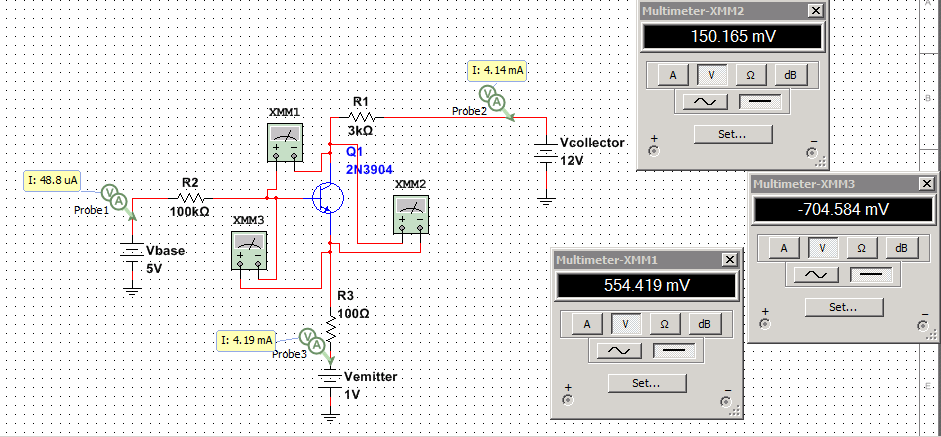 Multimeter-XMM2
150.165 mV
A V Ω dB
Set...
+ −
I: 4.14 mA
V A
Probe2
XMM1
R1
3kΩ
Q1
2N3904
Vcollector
12V
I: 48.8 uA
V A
Probe1
R2
100kΩ
XMM2
XMM3
Vbase
5V
Multimeter-XMM3
-704.584 mV
A V Ω dB
Set...
+ −
Multimeter-XMM1
554.419 mV
A V Ω dB
Set...
+ −
R3
100Ω
I: 4.19 mA
V A
Probe3
Vemitter
1V
B
E